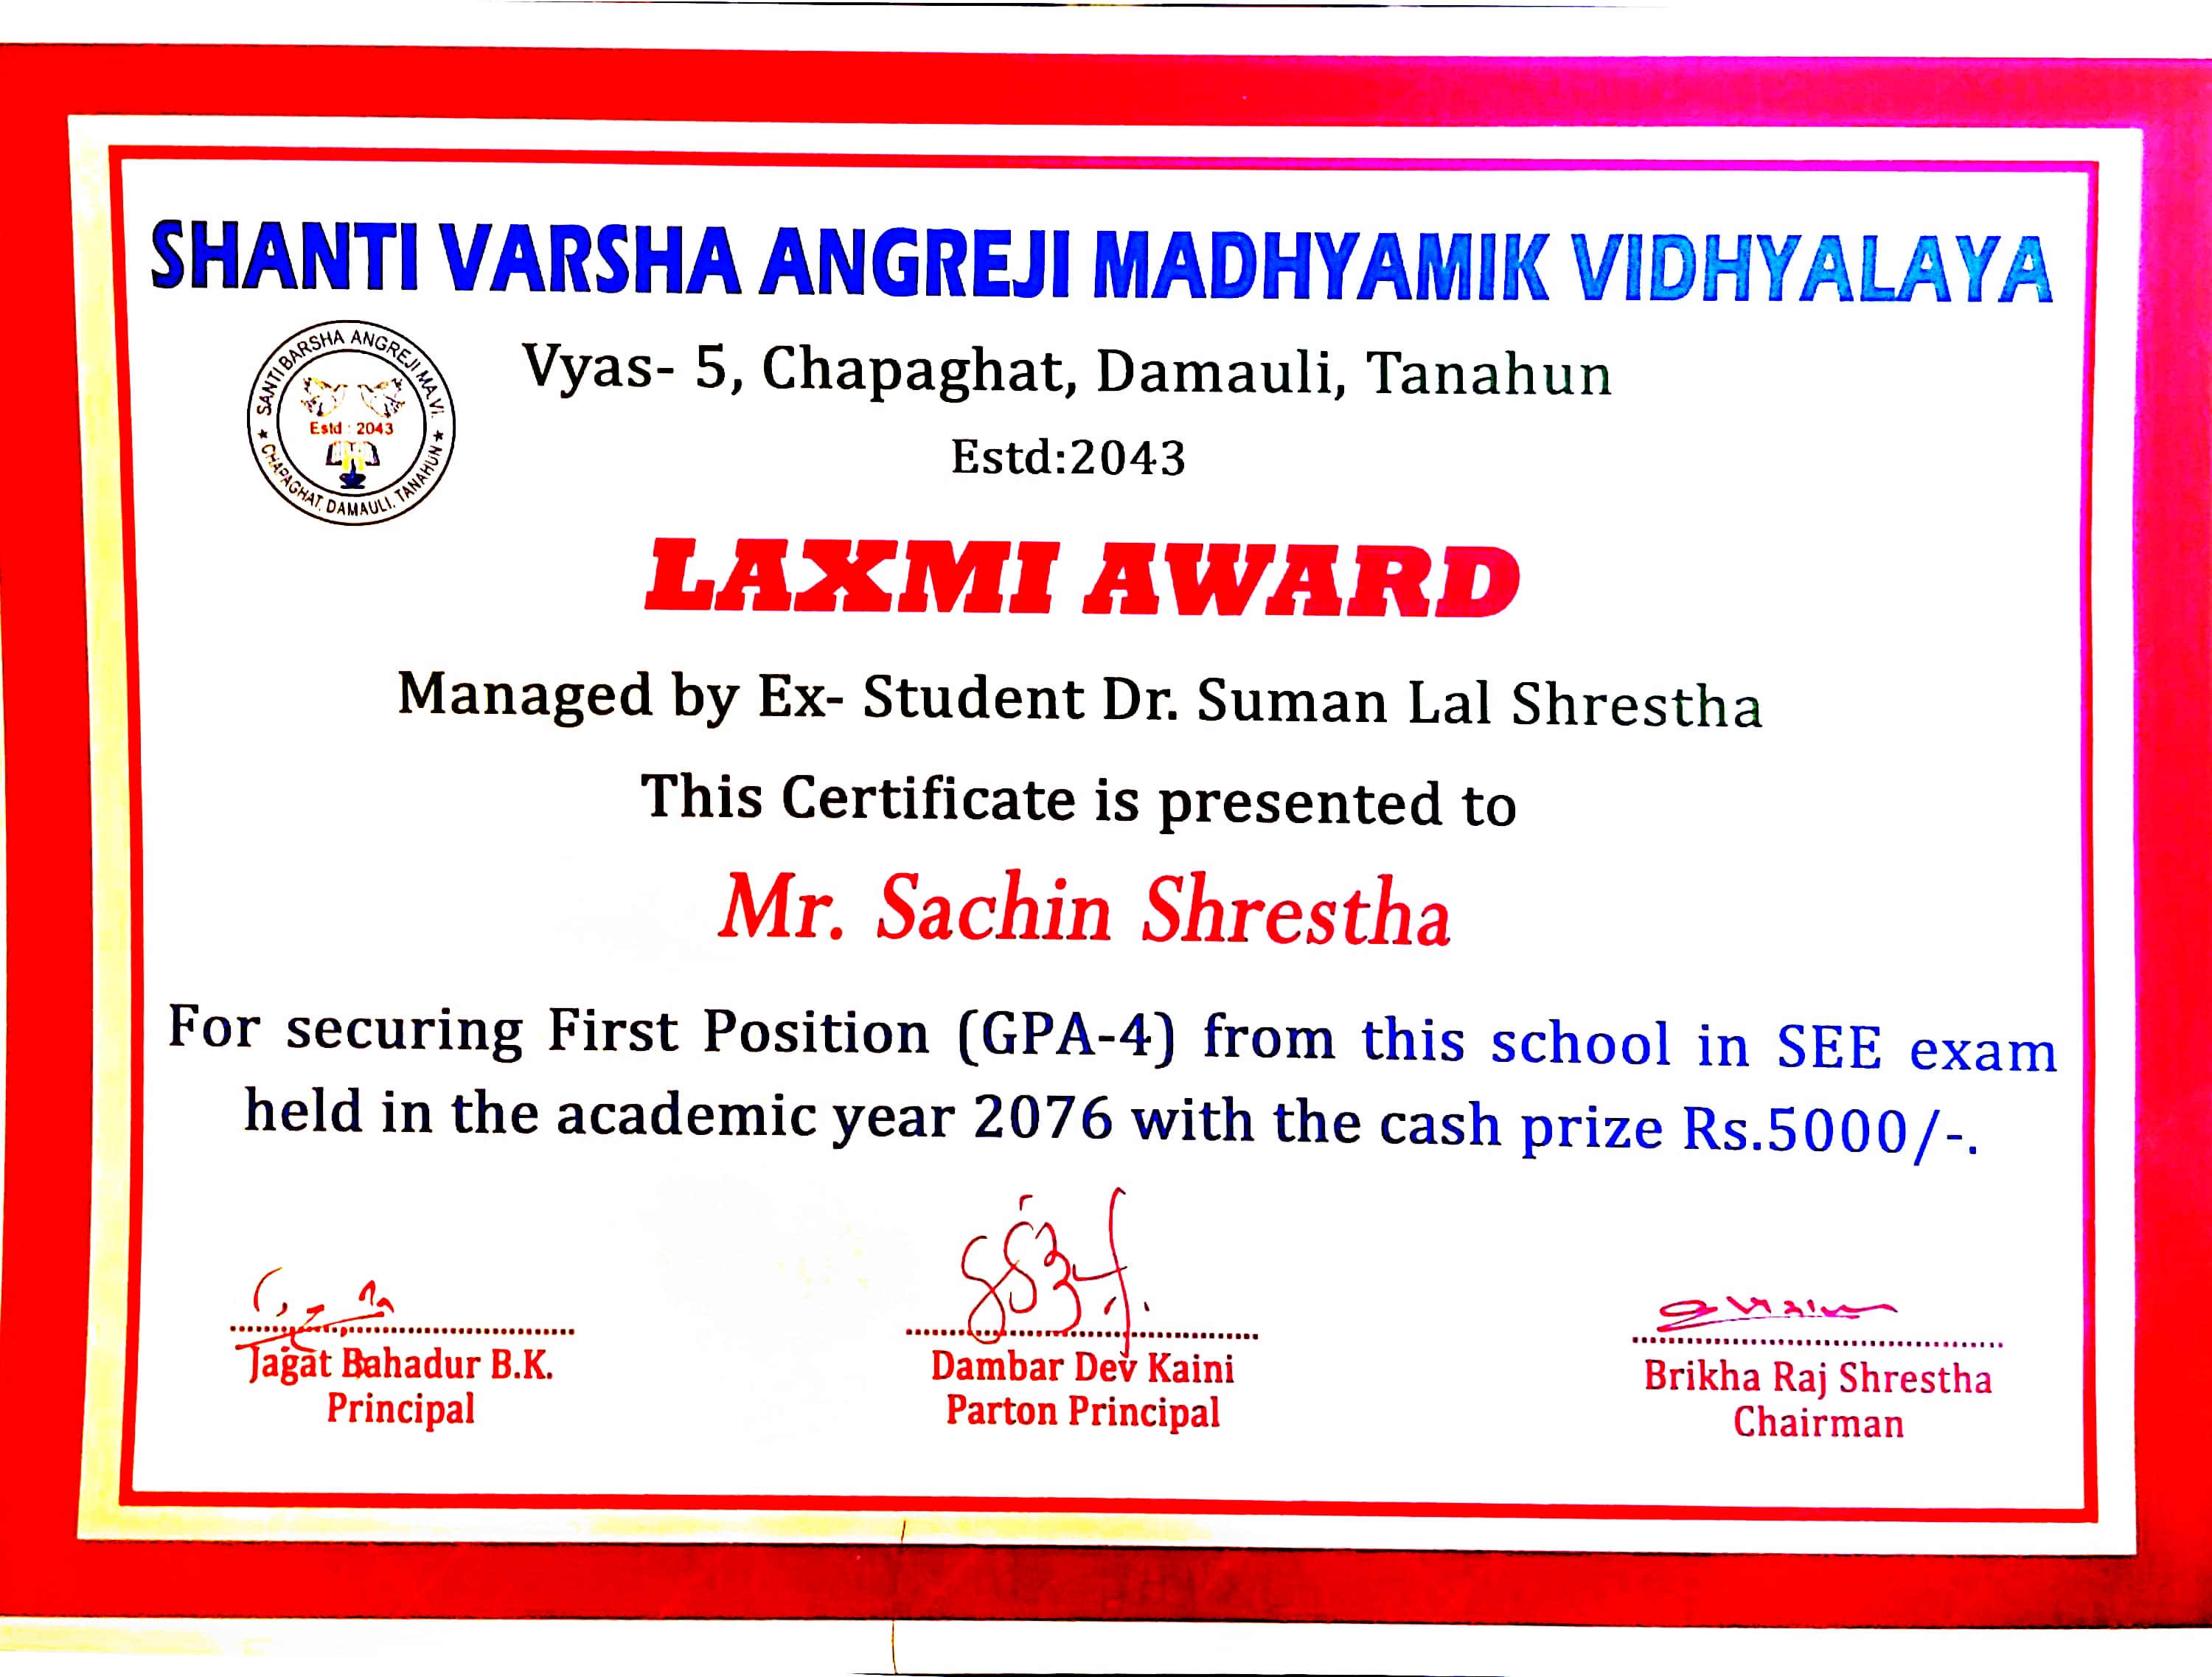 SHANTI VARSHA ANGREJI MADHYAMIK VIDHYALAYA
SANTI BARSHA ANGREJI MA.VI.
Estd : 2043
★ CHAPAGHAT, DAMAULI, TANAHUN ★
Vyas- 5, Chapaghat, Damauli, Tanahun
Estd:2043
LAXMI AWARD
Managed by Ex- Student Dr. Suman Lal Shrestha
This Certificate is presented to
Mr. Sachin Shrestha
For securing First Position (GPA-4) from this school in SEE exam
held in the academic year 2076 with the cash prize Rs.5000/-.
Jagat Bahadur B.K.
Principal
Dambar Dev Kaini
Parton Principal
Brikha Raj Shrestha
Chairman